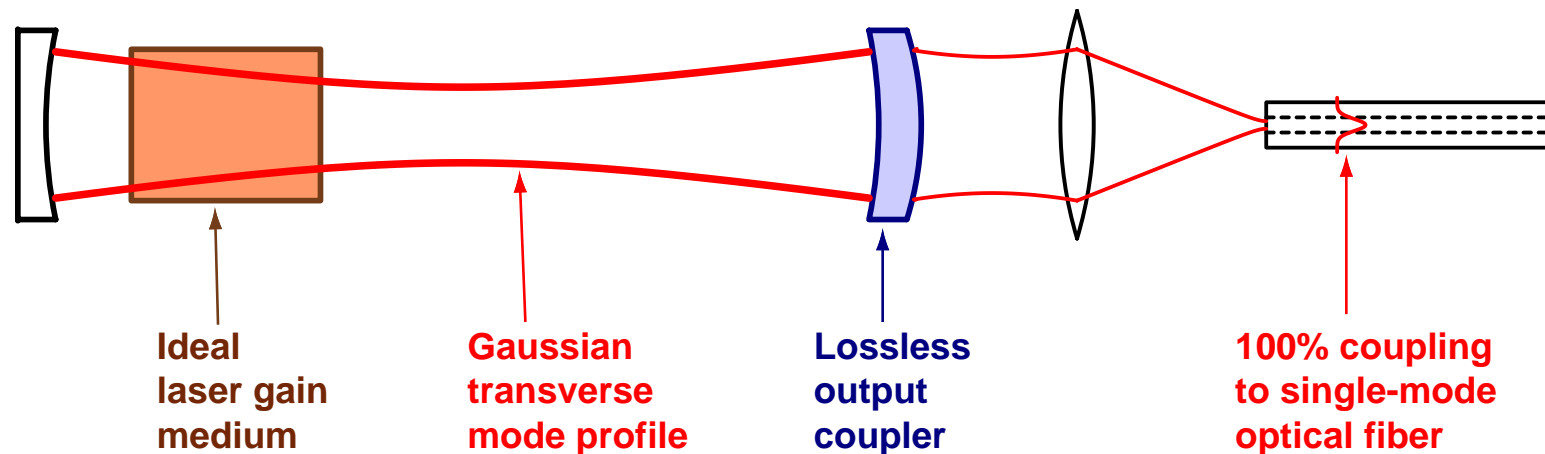 Ideal
laser gain
medium
Gaussian
transverse
mode profile
Lossless
output
coupler
100% coupling
to single-mode
optical fiber